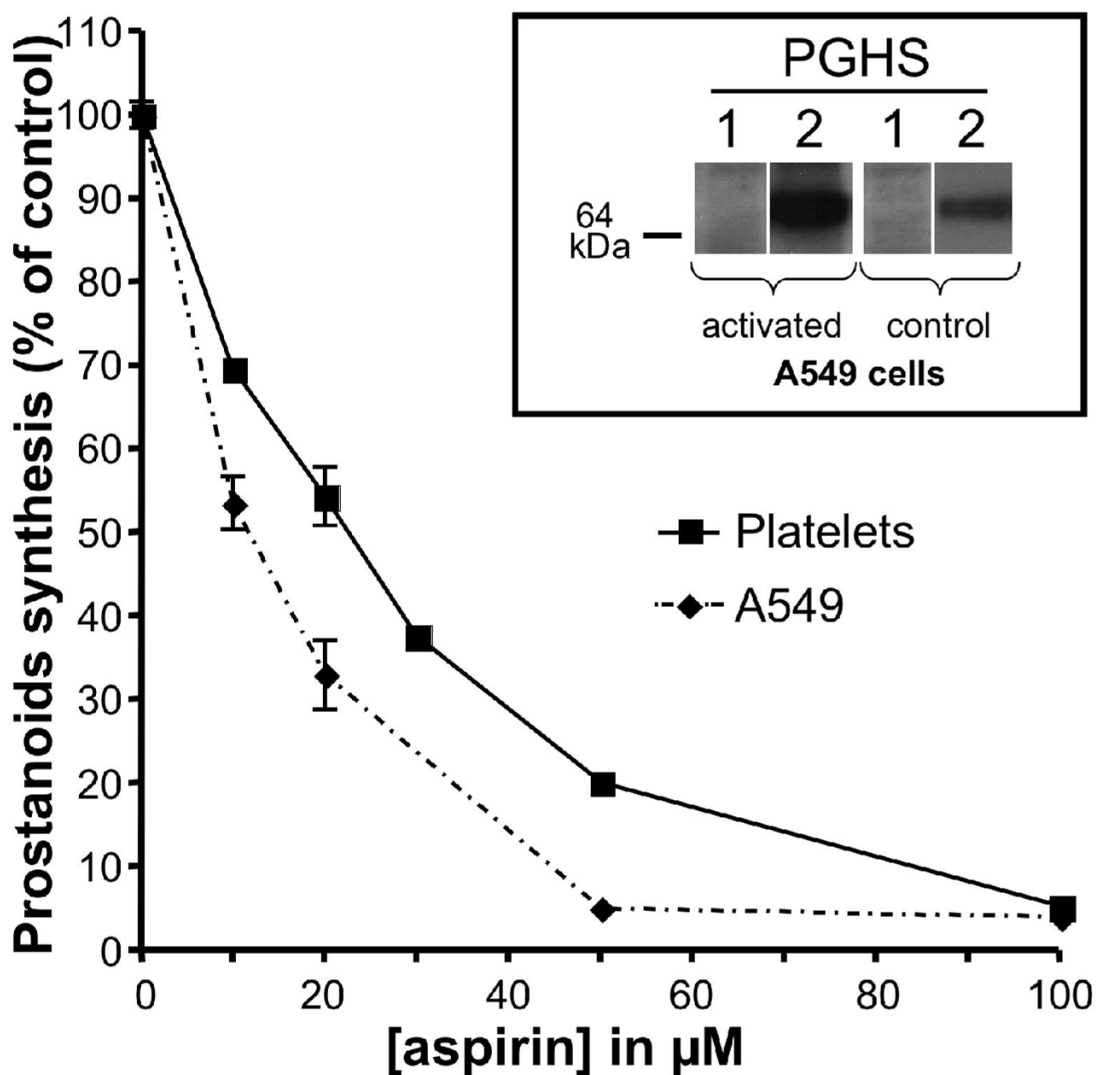 Prostanoids synthesis (% of control)
110
100
90
80
70
60
50
40
30
20
10
0
0 20 40 60 80 100
[aspirin] in µM
PGHS
1 2 1 2
64
kDa
activated control
A549 cells
Platelets
A549